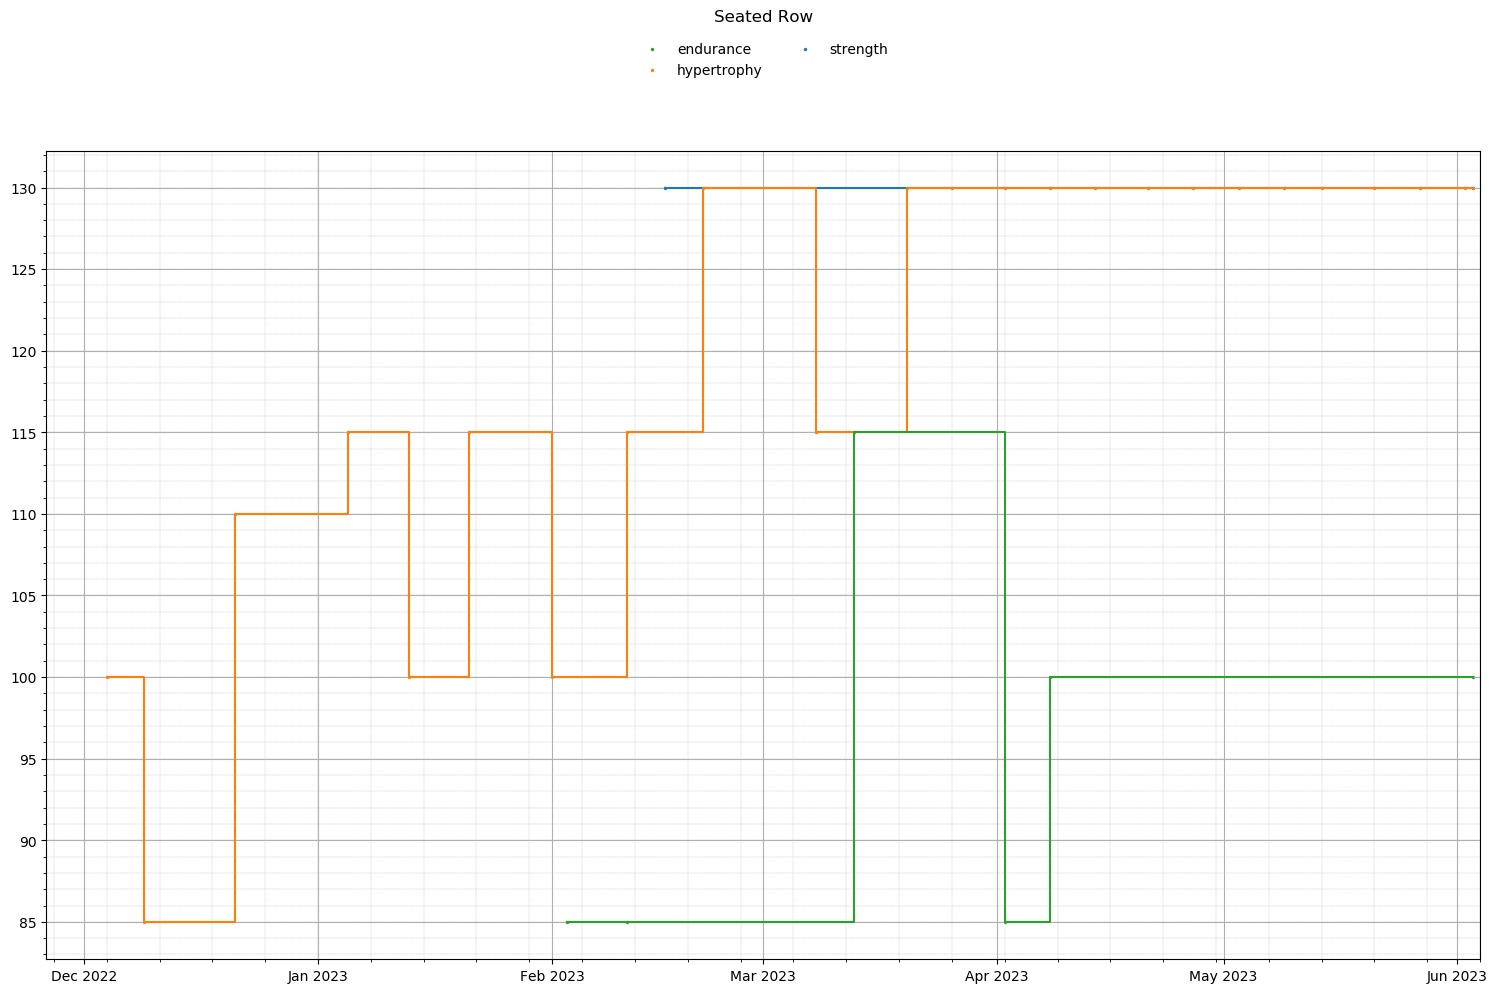 Seated Row
endurance
strength
hypertrophy
130
125
120
115
110
105
100
95
90
85
Dec 2022 Jan 2023 Feb 2023 Mar 2023 Apr 2023 May 2023 Jun 2023